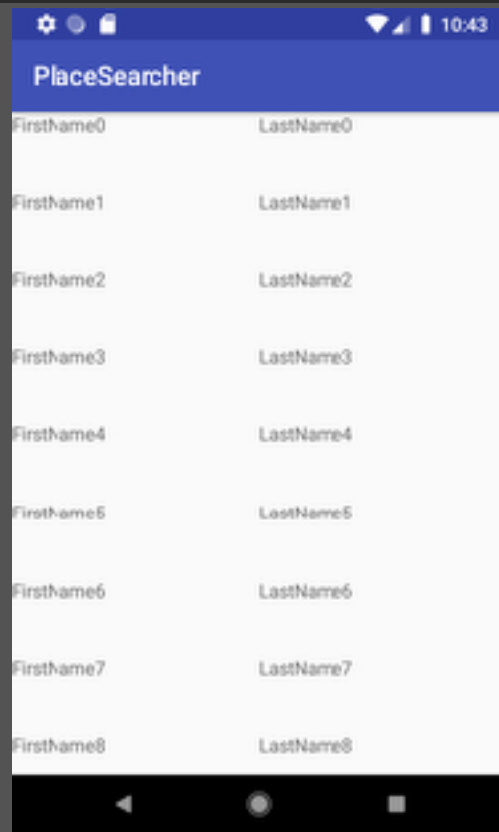 10:43
PlaceSearcher
FirstName0 LastName0
FirstName1 LastName1
FirstName2 LastName2
FirstName3 LastName3
FirstName4 LastName4
FirstName5 LastName5
FirstName6 LastName6
FirstName7 LastName7
FirstName8 LastName8